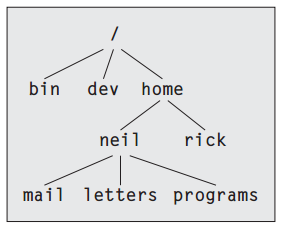 /
bin dev home
neil rick
mail letters programs